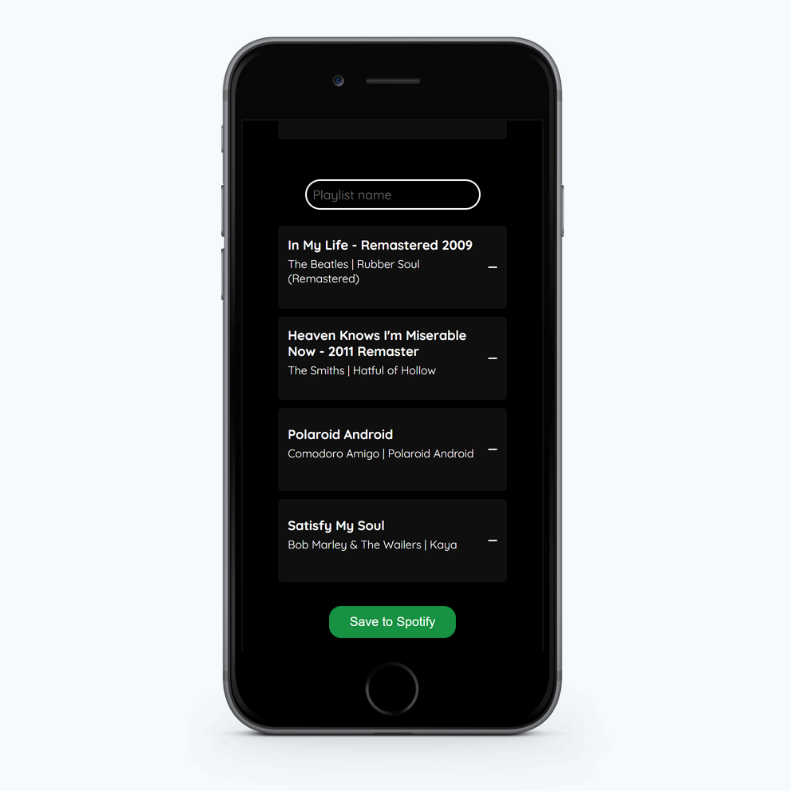 Playlist name
In My Life - Remastered 2009
The Beatles | Rubber Soul
(Remastered)
Heaven Knows I'm Miserable
Now - 2011 Remaster
The Smiths | Hatful of Hollow
Polaroid Android
Comodoro Amigo | Polaroid Android
Satisfy My Soul
Bob Marley & The Wailers | Kaya
Save to Spotify